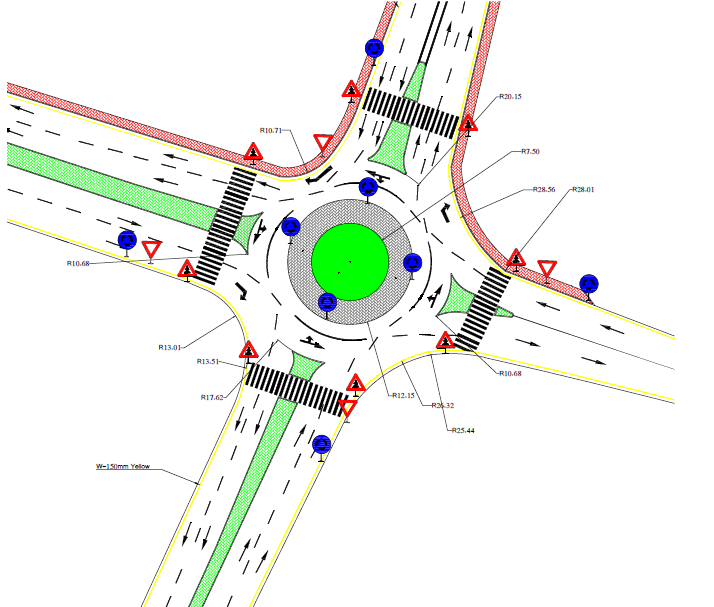 R20.15
R10.71
R7.50
R28.56
R28.01
R10.68
R13.01
R13.51
R17.62
R10.68
R12.15
R26.32
R25.44
W=150mm Yellow